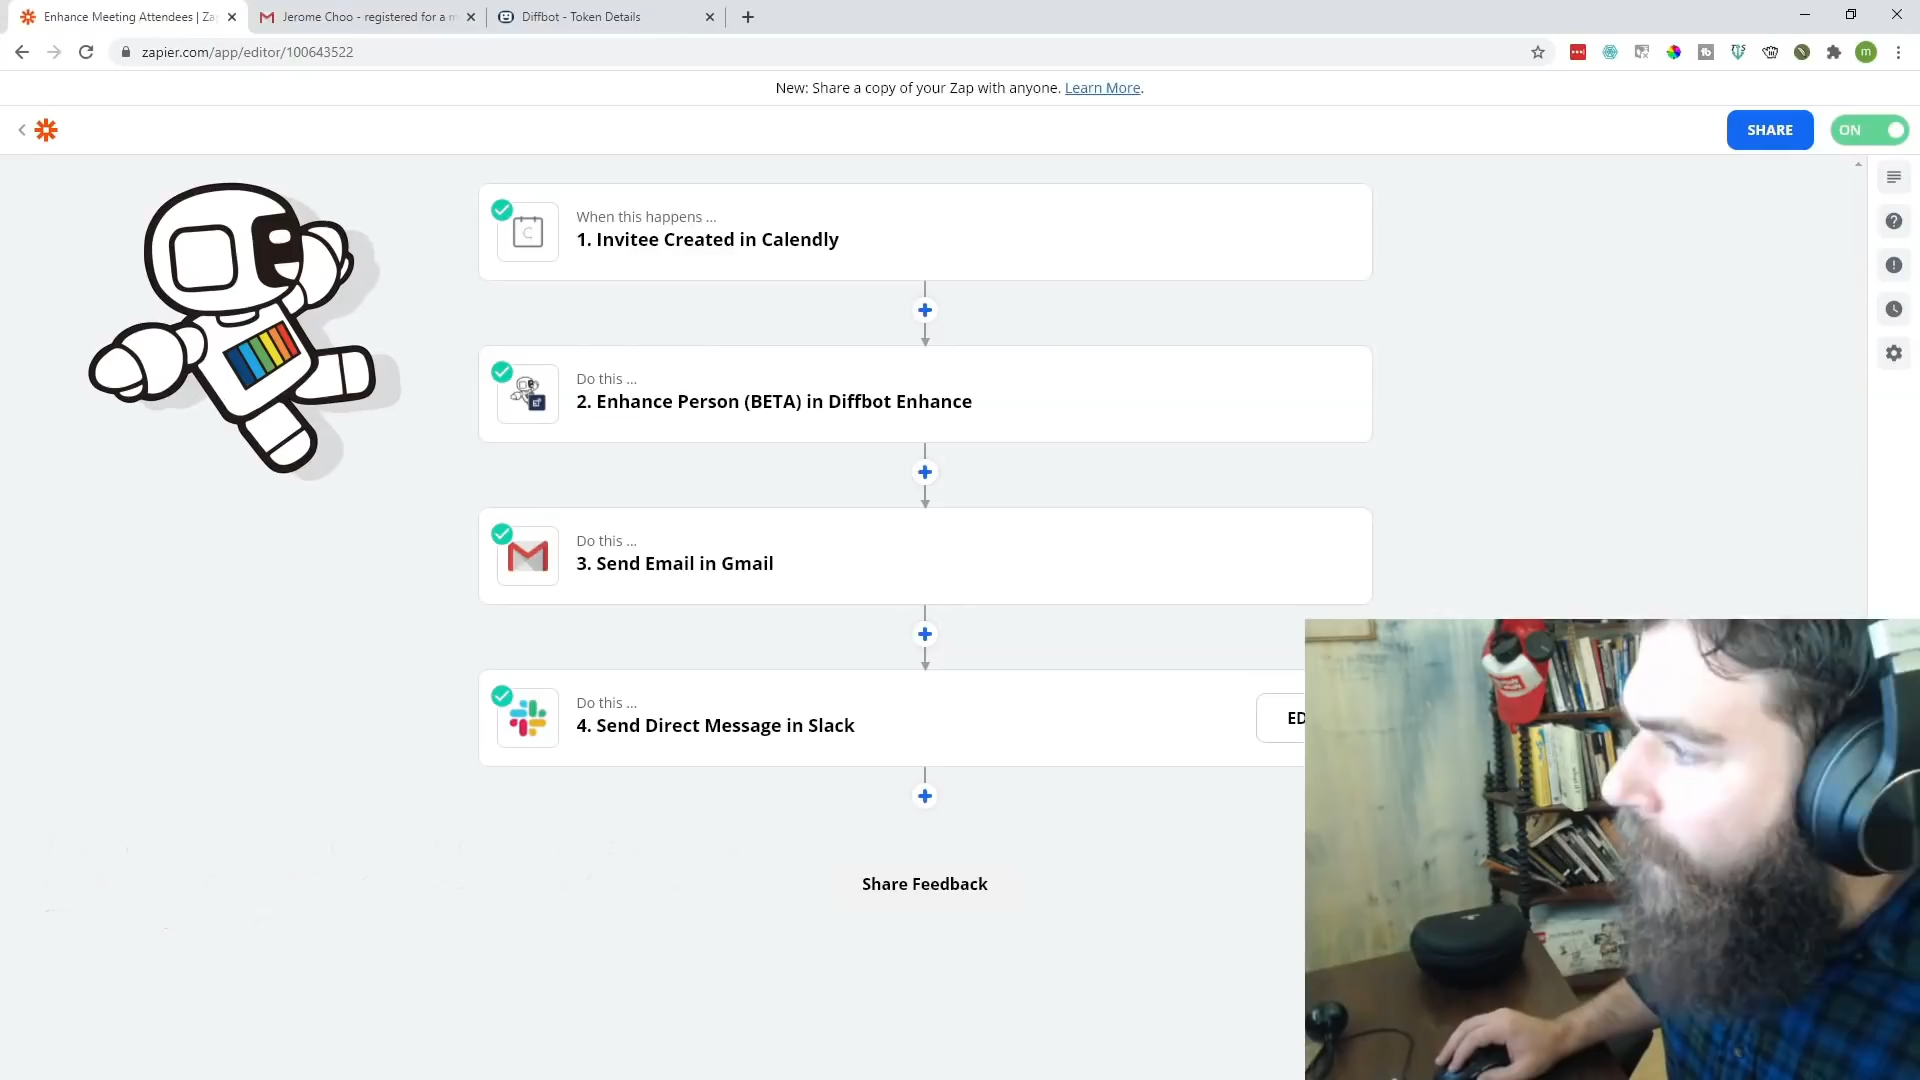 Enhance Meeting Attendees | Za
Jerome Choo - registered for a m
Diffbot - Token Details
zapier.com/app/editor/100643522
New: Share a copy of your Zap with anyone. Learn More.
SHARE
ON
When this happens ...
1. Invitee Created in Calendly
Do this ...
2. Enhance Person (BETA) in Diffbot Enhance
Do this ...
3. Send Email in Gmail
Do this ...
4. Send Direct Message in Slack
ED
Share Feedback